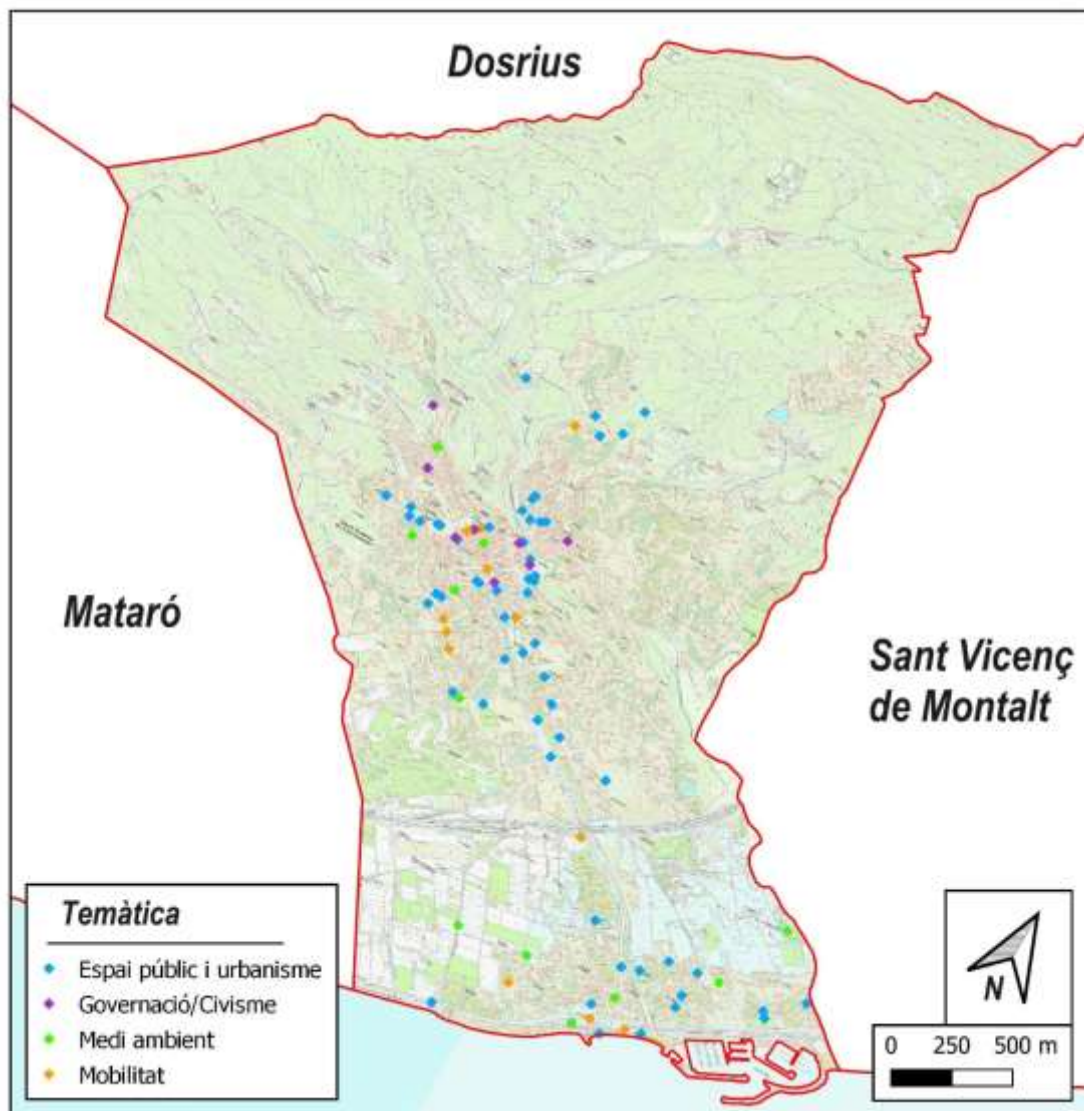 Dosrius
Mataró
Sant Vicenç
de Montalt
Temàtica
Espai públic i urbanisme
Governació/Civisme
Medi ambient
Mobilitat
N
0 250 500 m